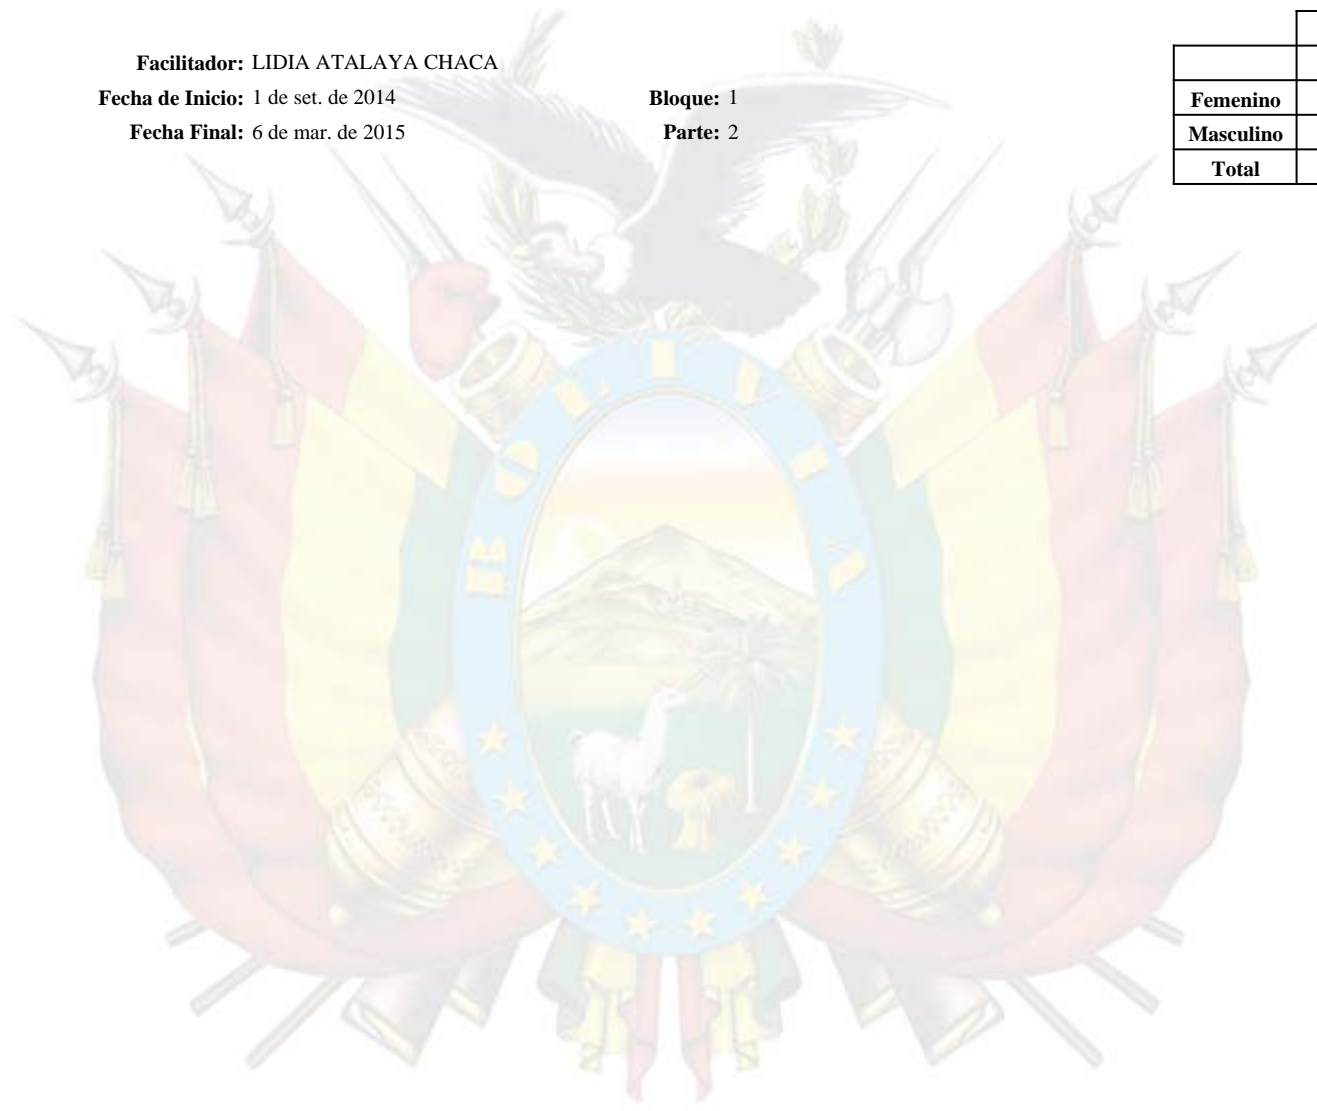 Facilitador: LIDIA ATALAYA CHACA
Fecha de Inicio: 1 de set. de 2014 Bloque: 1
Fecha Final: 6 de mar. de 2015 Parte: 2
Femenino
Masculino
Total
BOLIVIA